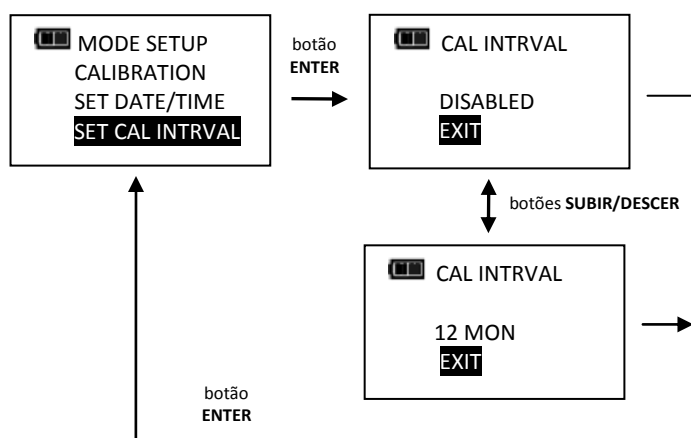 MODE SETUP
CALIBRATION
SET DATE/TIME
SET CAL INTRVAL
botão
ENTER
CAL INTRVAL
DISABLED
EXIT
botões SUBIR/DESCER
CAL INTRVAL
12 MON
EXIT
botão
ENTER